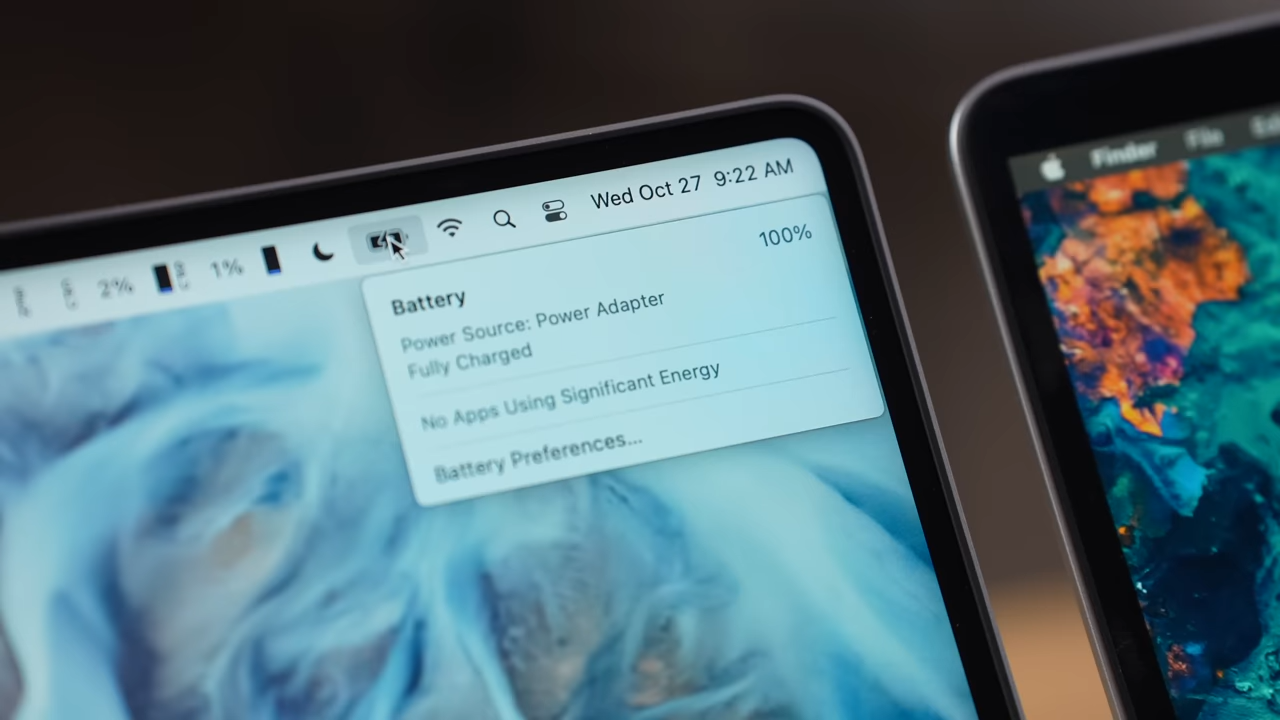 2% 1% Wed Oct 27 9:22 AM
Battery 100%
Power Source: Power Adapter
Fully Charged
No Apps Using Significant Energy
Battery Preferences...
Finder File